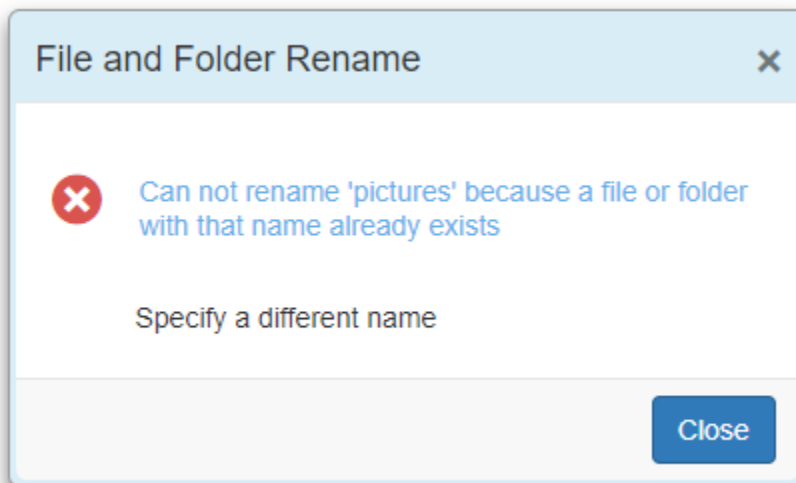 File and Folder Rename
Can not rename 'pictures' because a file or folder
with that name already exists
Specify a different name
Close